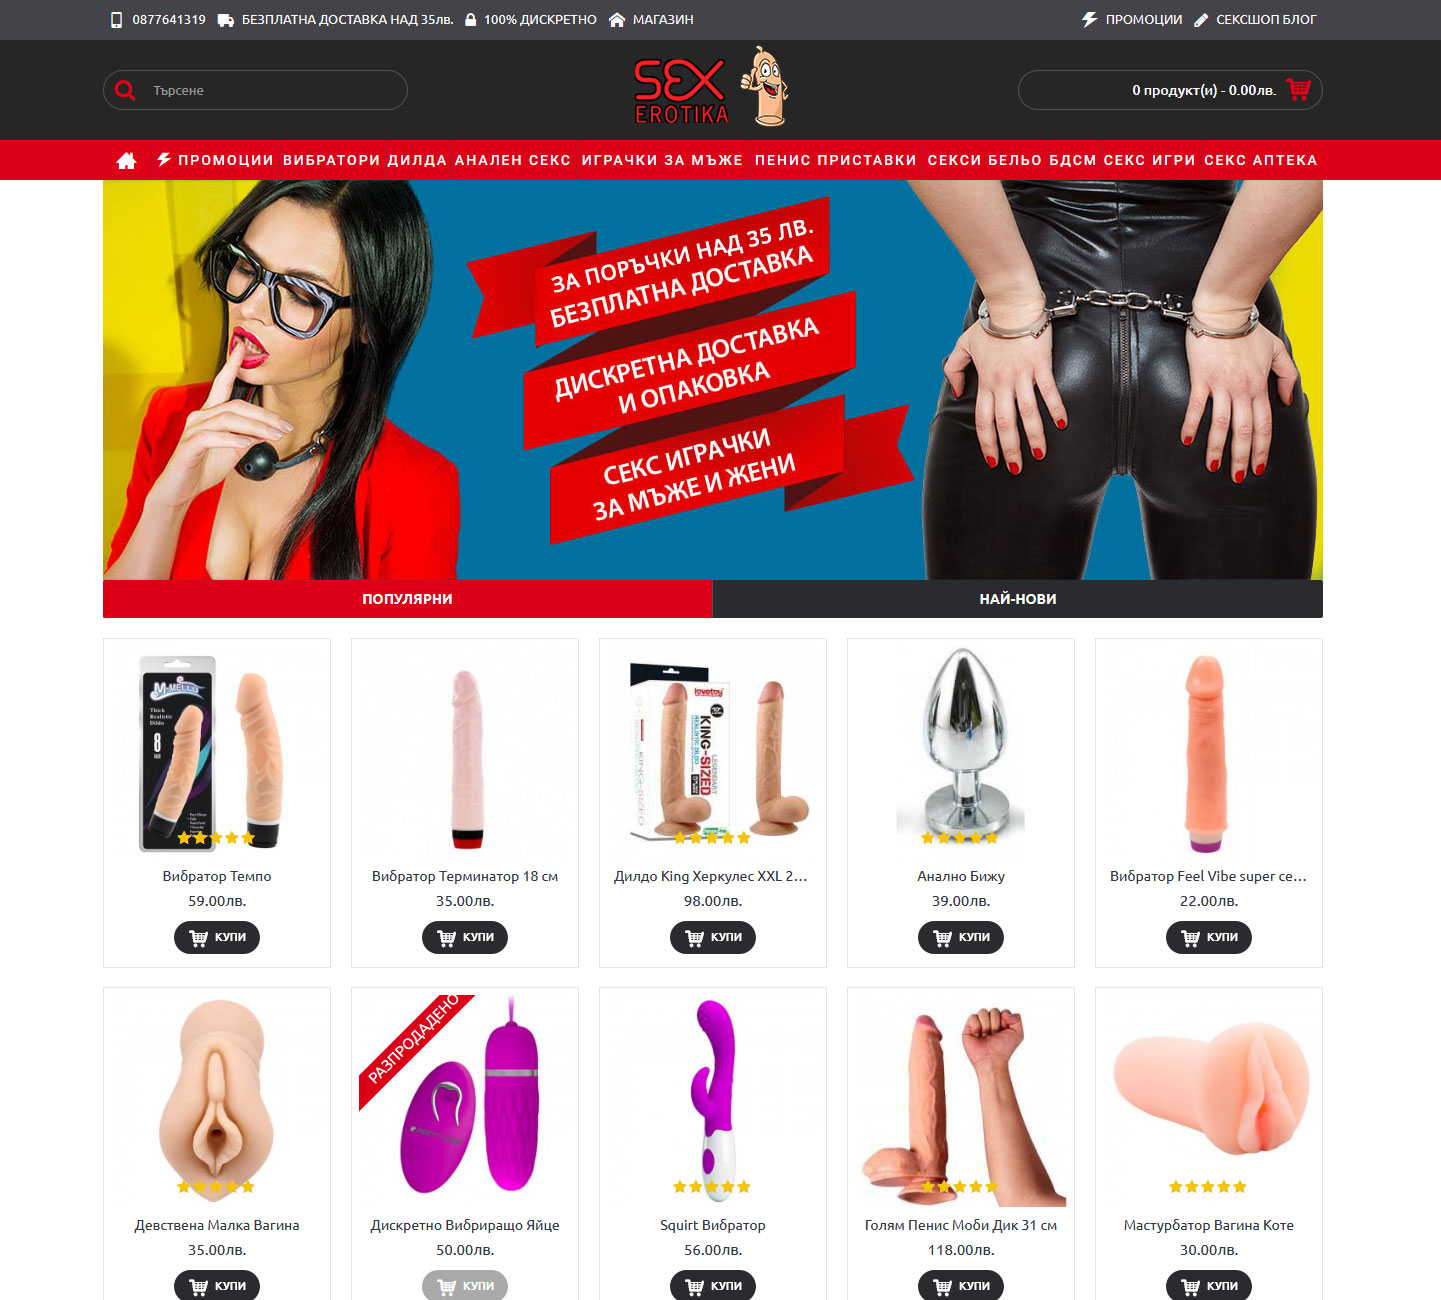 0877641319 БЕЗПЛАТНА ДОСТАВКА НАД 35лв. 100% ДИСКРЕТНО МАГАЗИН ПРОМОЦИИ СЕКСШОП БЛОГ
Търсене
SEX
EROTIKA
0 продукт(и) - 0.00лв.
ПРОМОЦИИ ВИБРАТОРИ ДИЛДА АНАЛЕН СЕКС ИГРАЧКИ ЗА МЪЖЕ ПЕНИС ПРИСТАВКИ СЕКСИ БЕЛЬО БДСМ СЕКС ИГРИ СЕКС АПТЕКА
ЗА ПОРЪЧКИ НАД 35 ЛВ.
БЕЗПЛАТНА ДОСТАВКА
ДИСКРЕТНА ДОСТАВКА
И ОПАКОВКА
СЕКС ИГРАЧКИ
ЗА МЪЖЕ И ЖЕНИ
ПОПУЛЯРНИ НАЙ-НОВИ
Thick
Realistic
Dildo
8
lovetoy
KING-SIZED
Вибратор Темпо Вибратор Терминатор 18 см Дилдо King Херкулес XXL 2... Анално Бижу Вибратор Feel Vibe super се...
59.00лв. 35.00лв. 98.00лв. 39.00лв. 22.00лв.
КУПИ КУПИ КУПИ КУПИ КУПИ
РАЗПРОДАДЕНО
Девствена Малка Вагина Дискретно Вибриращо Яйце Squirt Вибратор Голям Пенис Моби Дик 31 см Мастурбатор Вагина Коте
35.00лв. 50.00лв. 56.00лв. 118.00лв. 30.00лв.
КУПИ КУПИ КУПИ КУПИ КУПИ